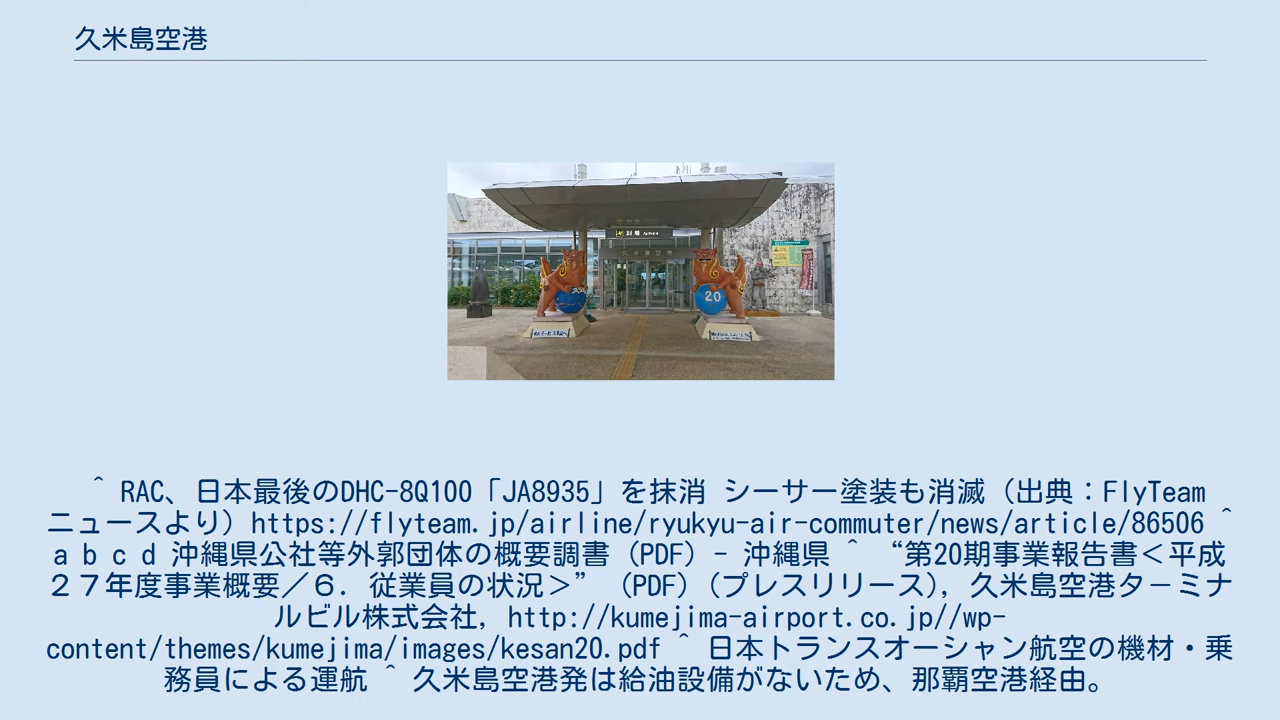 久米島空港
到着
20
^ RAC、日本最後のDHC-8Q100「JA8935」を抹消 シーサー塗装も消滅（出典：FlyTeam
ニュースより）https://flyteam.jp/airline/ryukyu-air-commuter/news/article/86506 ^
a b c d 沖縄県公社等外郭団体の概要調書（PDF）- 沖縄県 ^ “第20期事業報告書＜平成
２７年度事業概要／６．従業員の状況＞”（PDF）（プレスリリース），久米島空港ターミナ
ルビル株式会社，http://kumejima-airport.co.jp//wp-
content/themes/kumejima/images/kesan20.pdf ^ 日本トランスオーシャン航空の機材・乗
務員による運航 ^ 久米島空港発は給油設備がないため、那覇空港経由。